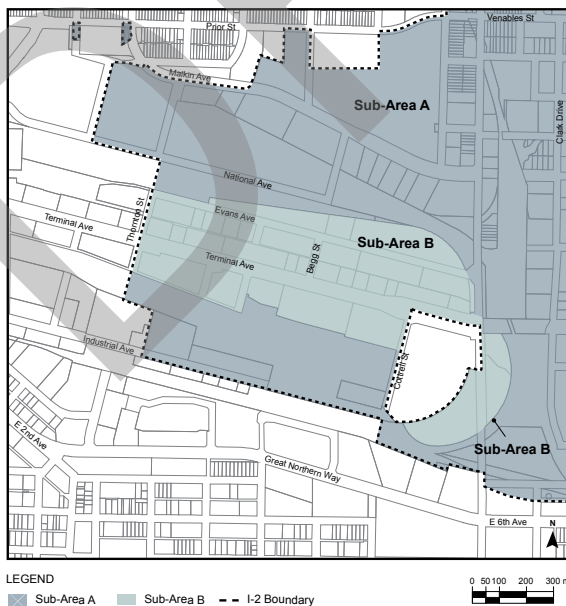 Prior St
Venables St
Malkin Ave
Sub-Area A
Clark Drive
National Ave
Thornton St
Evans Ave
Terminal Ave
Sub-Area B
Begg St
Terminal Ave
Industrial Ave
Cottrell St
E 2nd Ave
Sub-Area B
Great Northern Way
E 6th Ave
N
LEGEND
Sub-Area A Sub-Area B I-2 Boundary
0 50 100 200 300 m